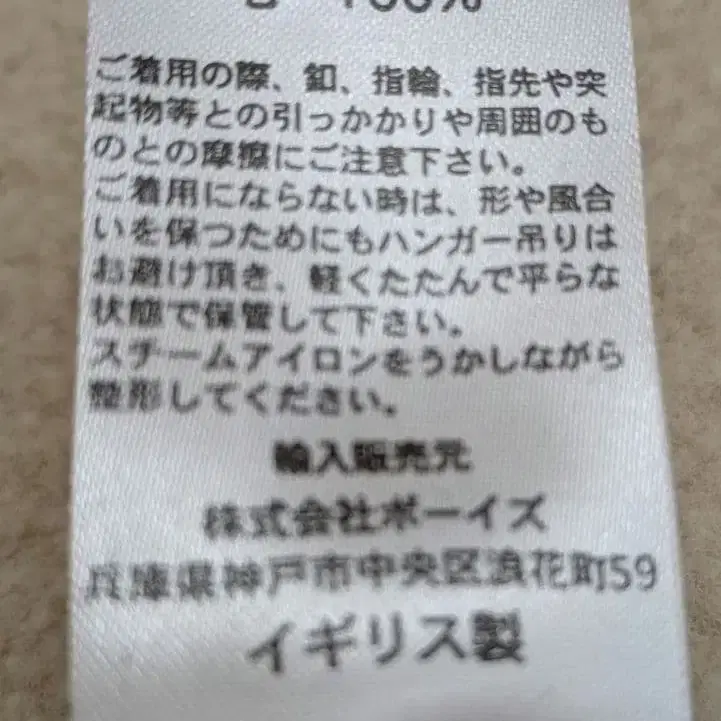 100%
ご着用の際、釦、指輪、指先や突
起物等との引っかかりや周囲のも
のとの摩擦にご注意下さい。
ご着用にならない時は、形や風合
いを保つためにもハンガー吊りは
お避け頂き、軽くたたんで平らな
状態で保管して下さい。
スチームアイロンをうかしながら
整形してください。
輸入販売元
株式会社ボーイズ
兵庫県神戸市中央区浪花町59
イギリス製